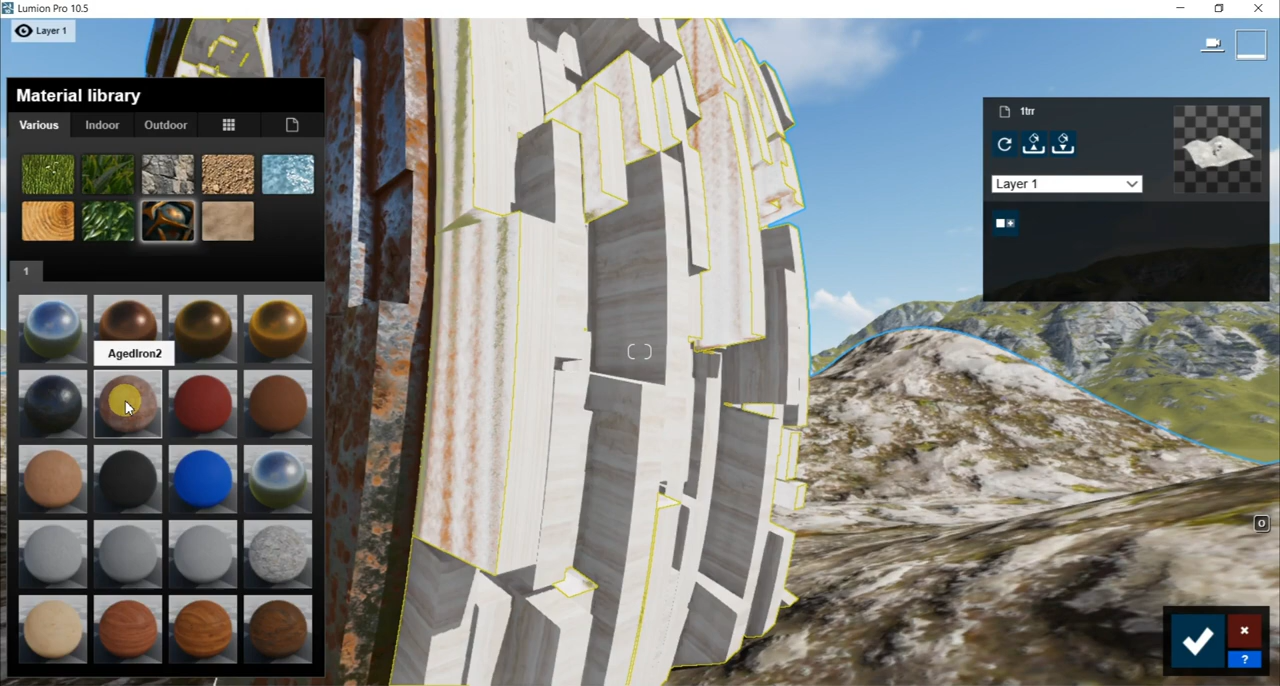 Lumion Pro 10.5
Layer 1
Material library
Various
Indoor
Outdoor
1
AgedIron2
1trr
Layer 1
O
?